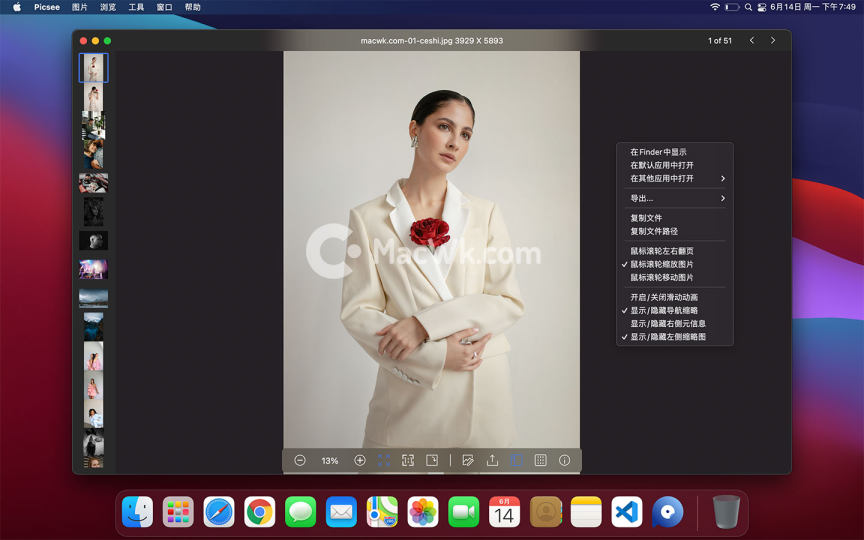 Picsee 图片 浏览 工具 窗口 帮助
6月14日 周一 下午7:49
macwk.com-01-ceshi.jpg 3929 X 5893
1 of 51
在Finder中显示
在默认应用中打开
在其他应用中打开
导出...
复制文件
复制文件路径
鼠标滚轮左右翻页
鼠标滚轮缩放图片
鼠标滚轮移动图片
开启/关闭滑动动画
显示/隐藏导航缩略
显示/隐藏右侧元信息
显示/隐藏左侧缩略图
MacWk.com
13%
6月
14